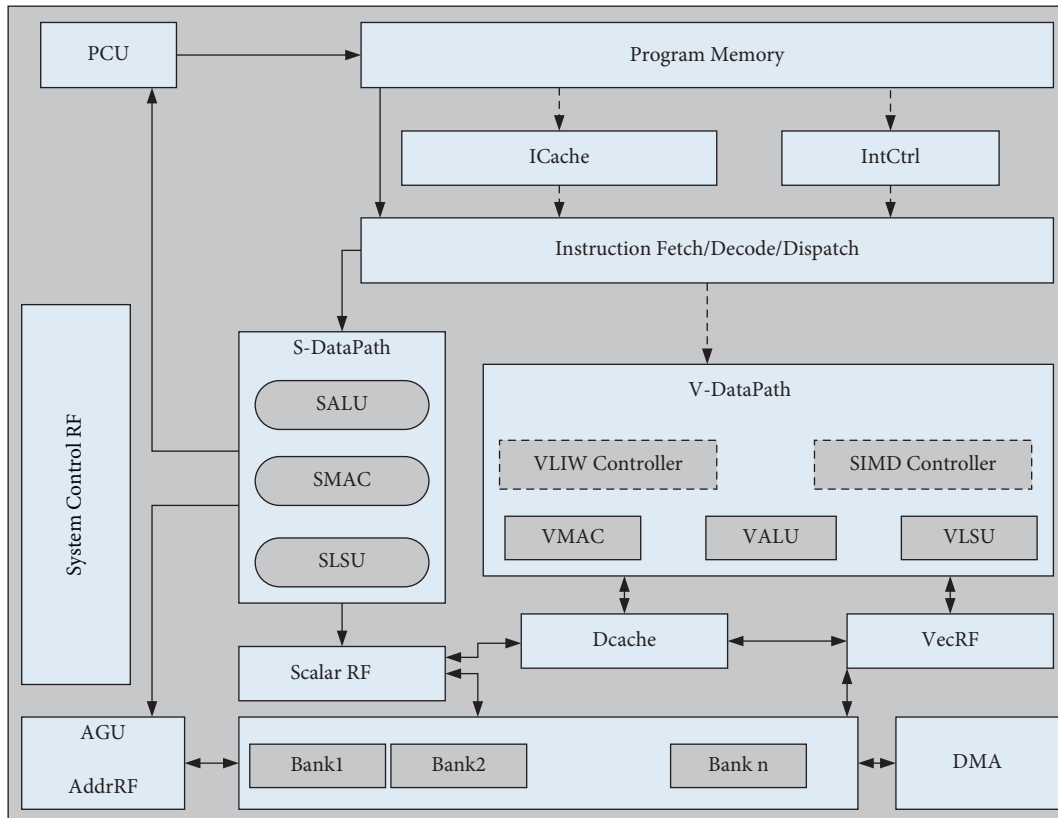 PCU
Program Memory
ICache
IntCtrl
Instruction Fetch/Decode/Dispatch
S-DataPath
SALU
SMAC
SLSU
V-DataPath
VLIW Controller
SIMD Controller
VMAC
VALU
VLSU
System Control RF
Scalar RF
Dcache
VecRF
AGU
AddrRF
Bank1
Bank2
Bank n
DMA